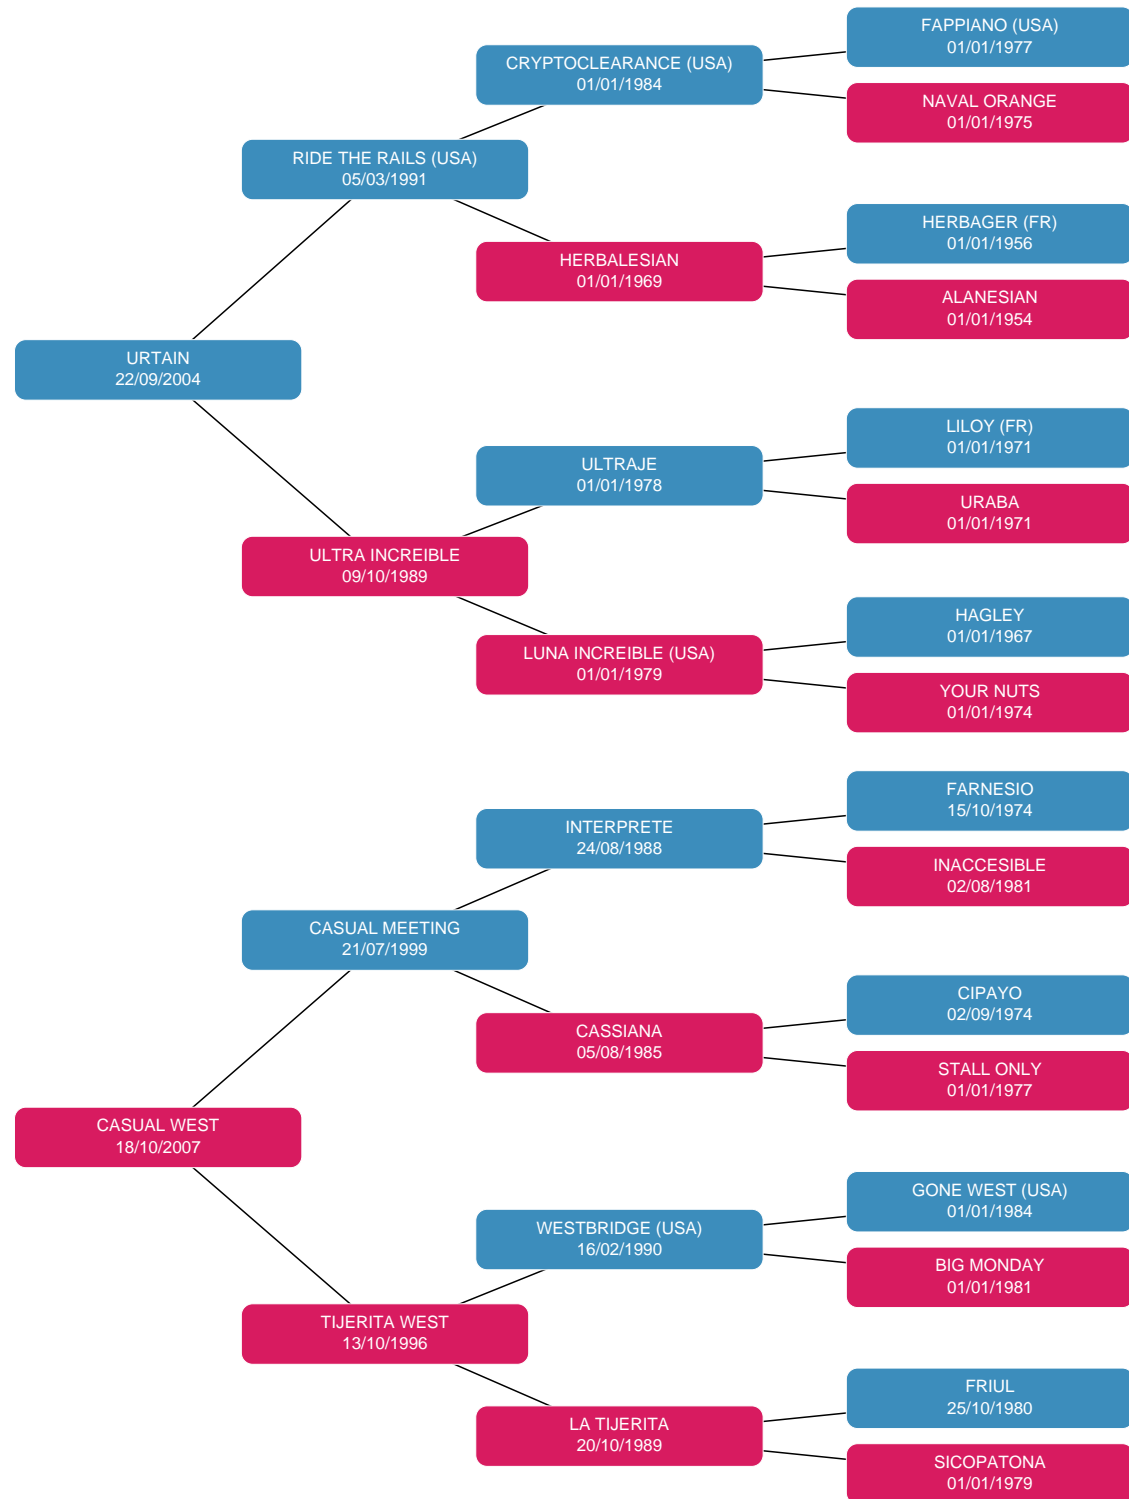 FAPPIANO (USA)
01/01/1977
CRYPTOCLEARANCE (USA)
01/01/1984
NAVAL ORANGE
01/01/1975
RIDE THE RAILS (USA)
05/03/1991
HERBAGER (FR)
01/01/1956
HERBALESIAN
01/01/1969
ALANESIAN
01/01/1954
URTAIN
22/09/2004
LILOY (FR)
01/01/1971
ULTRAJE
01/01/1978
URABA
01/01/1971
ULTRA INCREIBLE
09/10/1989
HAGLEY
01/01/1967
LUNA INCREIBLE (USA)
01/01/1979
YOUR NUTS
01/01/1974
FARNESIO
15/10/1974
INTERPRETE
24/08/1988
INACCESIBLE
02/08/1981
CASUAL MEETING
21/07/1999
CIPAYO
02/09/1974
CASSIANA
05/08/1985
STALL ONLY
01/01/1977
CASUAL WEST
18/10/2007
GONE WEST (USA)
01/01/1984
WESTBRIDGE (USA)
16/02/1990
BIG MONDAY
01/01/1981
TIJERITA WEST
13/10/1996
FRIUL
25/10/1980
LA TIJERITA
20/10/1989
SICOPATONA
01/01/1979